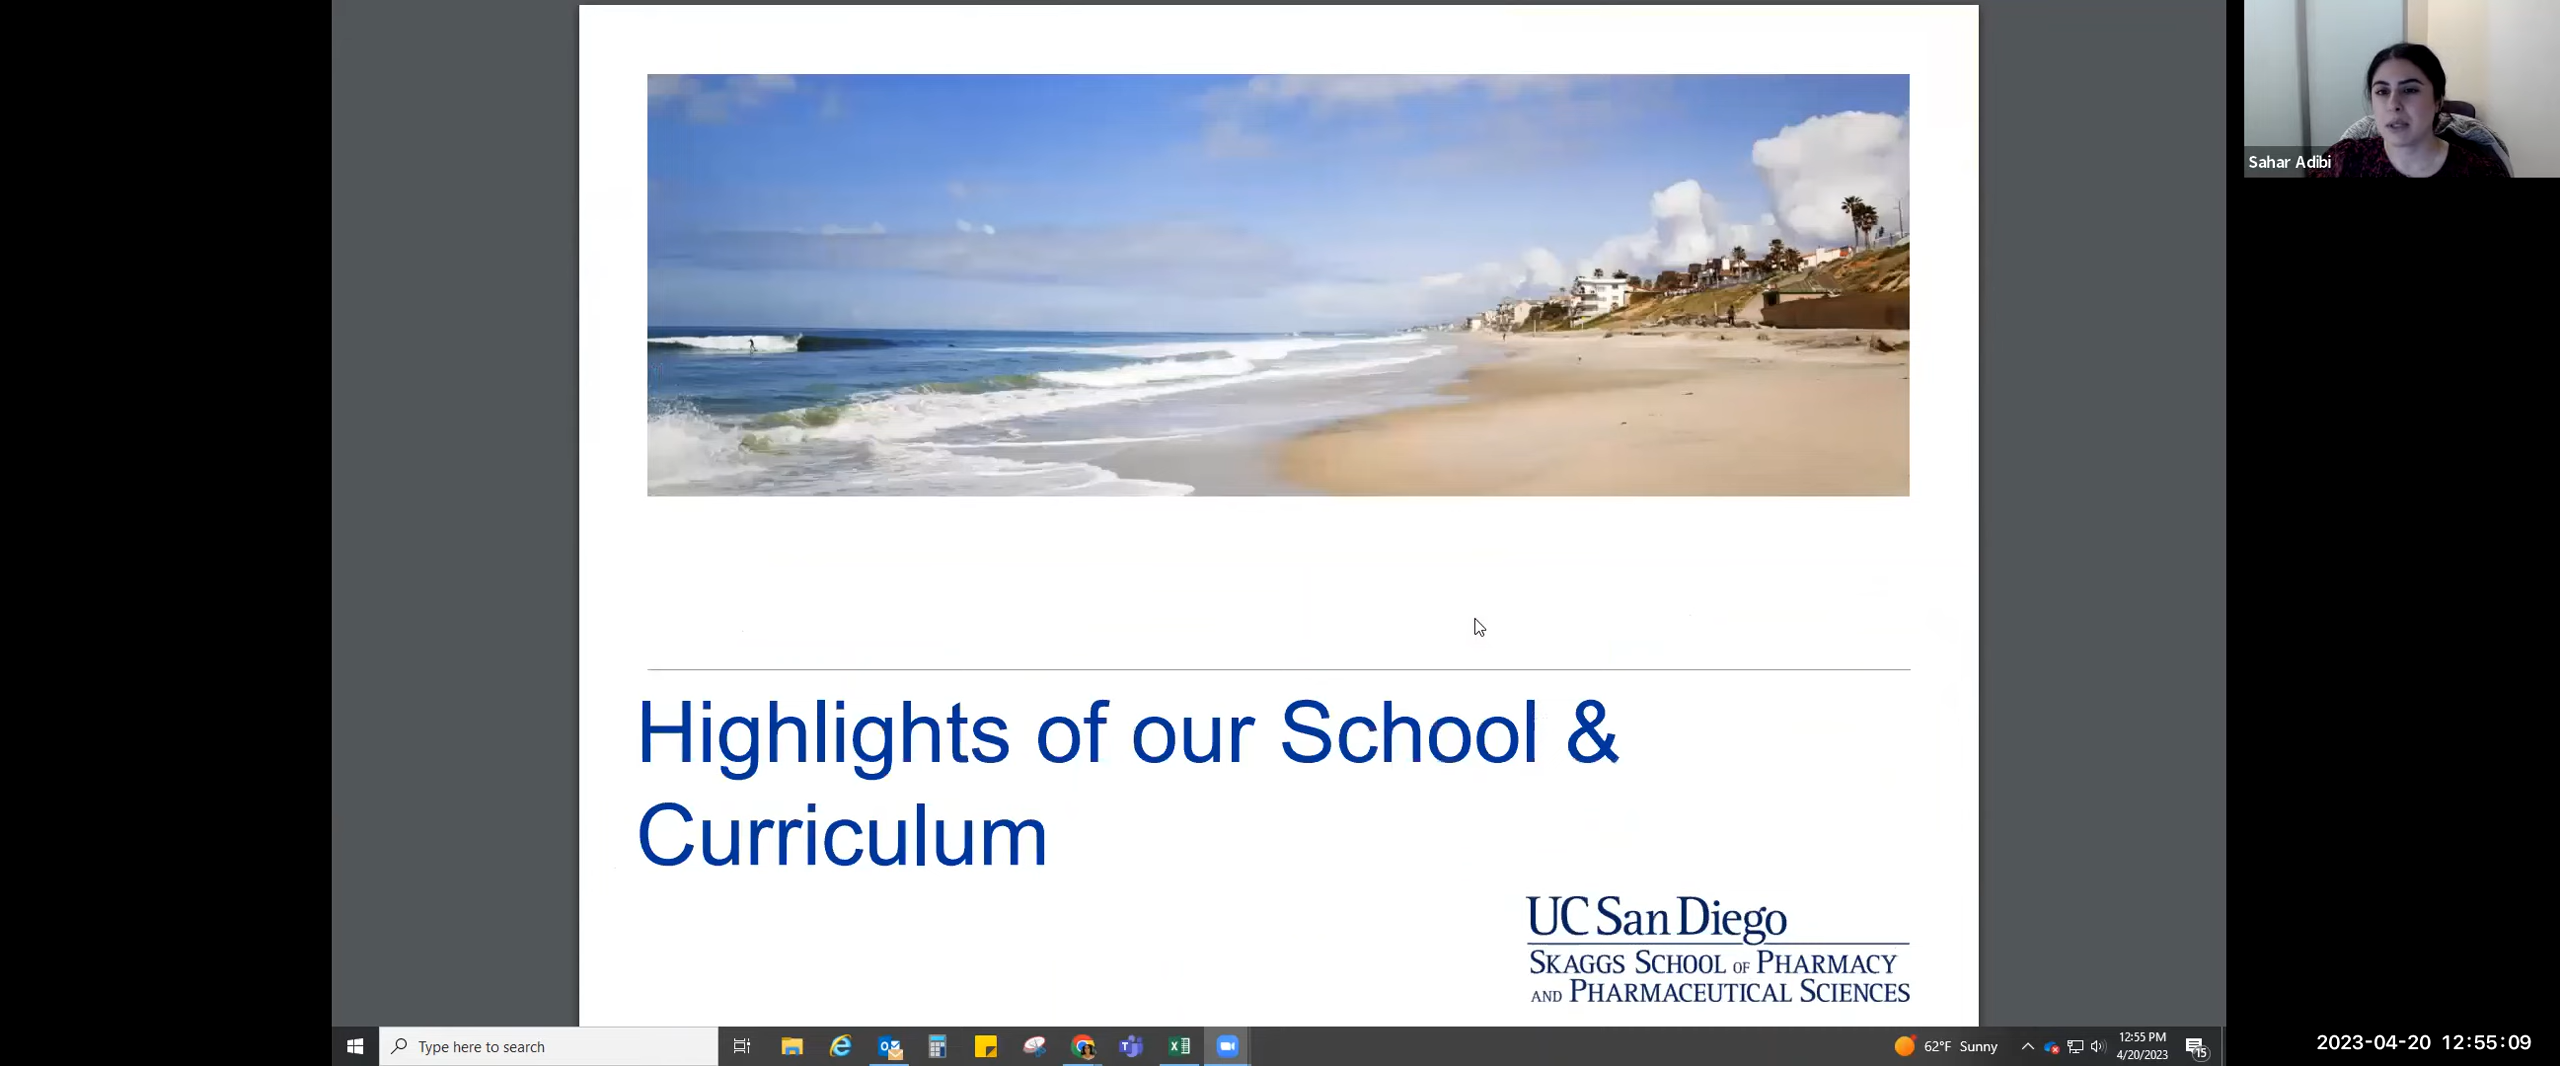 Sahar Adibi
Highlights of our School &
Curriculum
UC San Diego
SKAGGS SCHOOL OF PHARMACY
AND PHARMACEUTICAL SCIENCES
Type here to search
62°F Sunny
12:55 PM
4/20/2023
15
2023-04-20 12:55:09